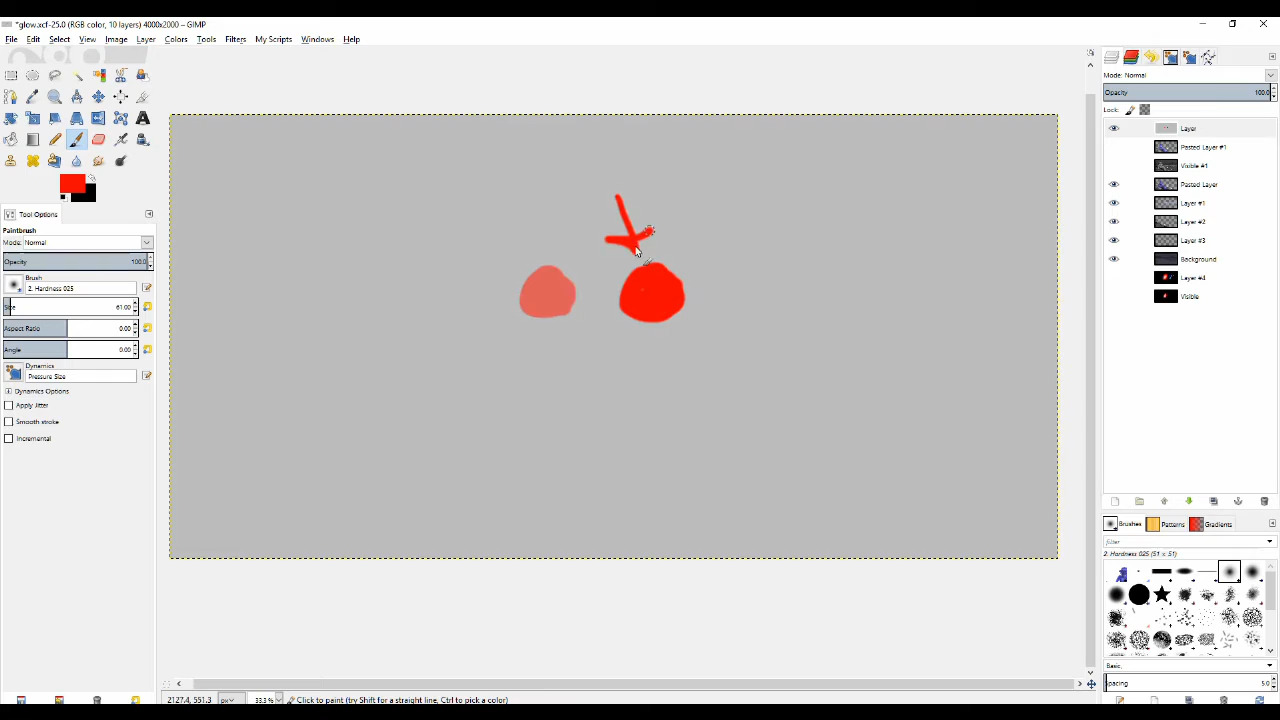 *glow.xcf-25.0 (RGB color, 10 layers) 4000x2000 – GIMP
File Edit Select View Image Layer Colors Tools Filters My Scripts Windows Help
Tool Options
Paintbrush
Mode: Normal
Opacity 100.0
Brush
2. Hardness 025
Size 61.00
Aspect Ratio 0.00
Angle 0.00
Dynamics
Pressure Size
Dynamics Options
Apply Jitter
Smooth stroke
Incremental
Mode: Normal
Opacity 100.0
Lock:
Layer
Pasted Layer #1
Visible #1
Pasted Layer
Layer #1
Layer #2
Layer #3
Background
Layer #4
Visible
Brushes Patterns Gradients
filter
2. Hardness 025 (51 × 51)
Basic,
Spacing 5.0
2127.4, 551.3 px 33.3% Click to paint (try Shift for a straight line, Ctrl to pick a color)